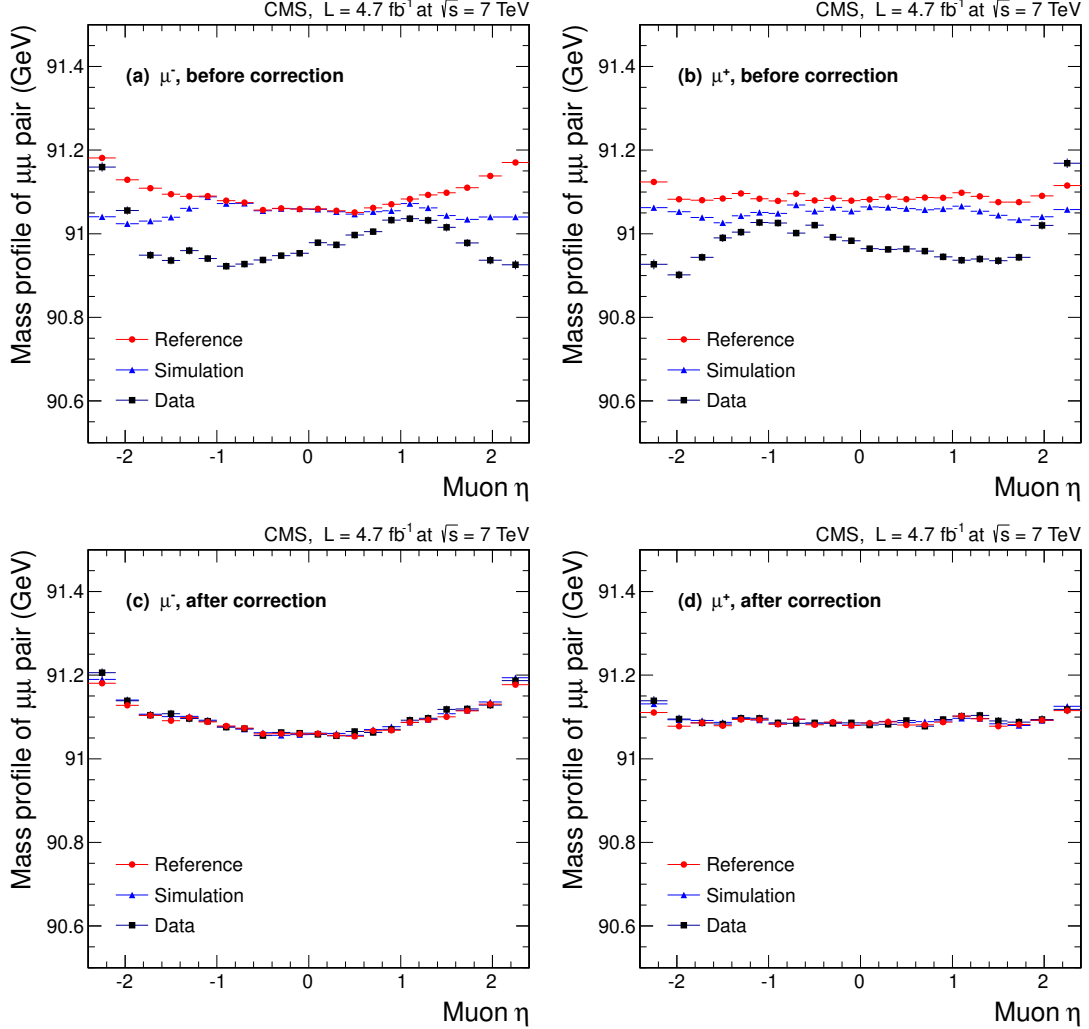 CMS, L = 4.7 fb⁻¹ at √s = 7 TeV
Mass profile of μμ pair (GeV)
(a) μ⁻, before correction
91.4
91.2
91
90.8
90.6
Reference
Simulation
Data
-2 -1 0 1 2
Muon η
CMS, L = 4.7 fb⁻¹ at √s = 7 TeV
Mass profile of μμ pair (GeV)
(b) μ⁺, before correction
91.4
91.2
91
90.8
90.6
Reference
Simulation
Data
-2 -1 0 1 2
Muon η
CMS, L = 4.7 fb⁻¹ at √s = 7 TeV
Mass profile of μμ pair (GeV)
(c) μ⁻, after correction
91.4
91.2
91
90.8
90.6
Reference
Simulation
Data
-2 -1 0 1 2
Muon η
CMS, L = 4.7 fb⁻¹ at √s = 7 TeV
Mass profile of μμ pair (GeV)
(d) μ⁺, after correction
91.4
91.2
91
90.8
90.6
Reference
Simulation
Data
-2 -1 0 1 2
Muon η